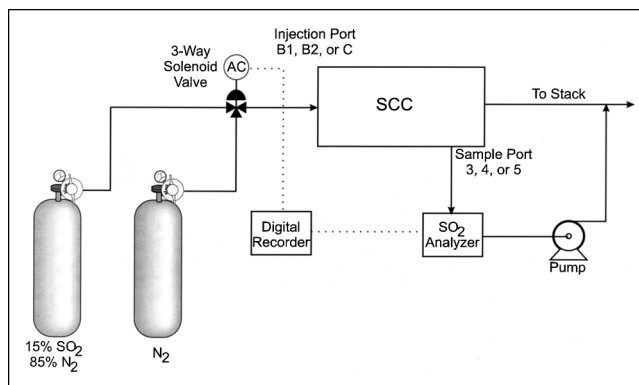 3-Way
Solenoid
Valve
AC
Injection Port
B1, B2, or C
SCC
To Stack
Sample Port
3, 4, or 5
Digital
Recorder
SO2
Analyzer
Pump
15% SO2
85% N2
N2